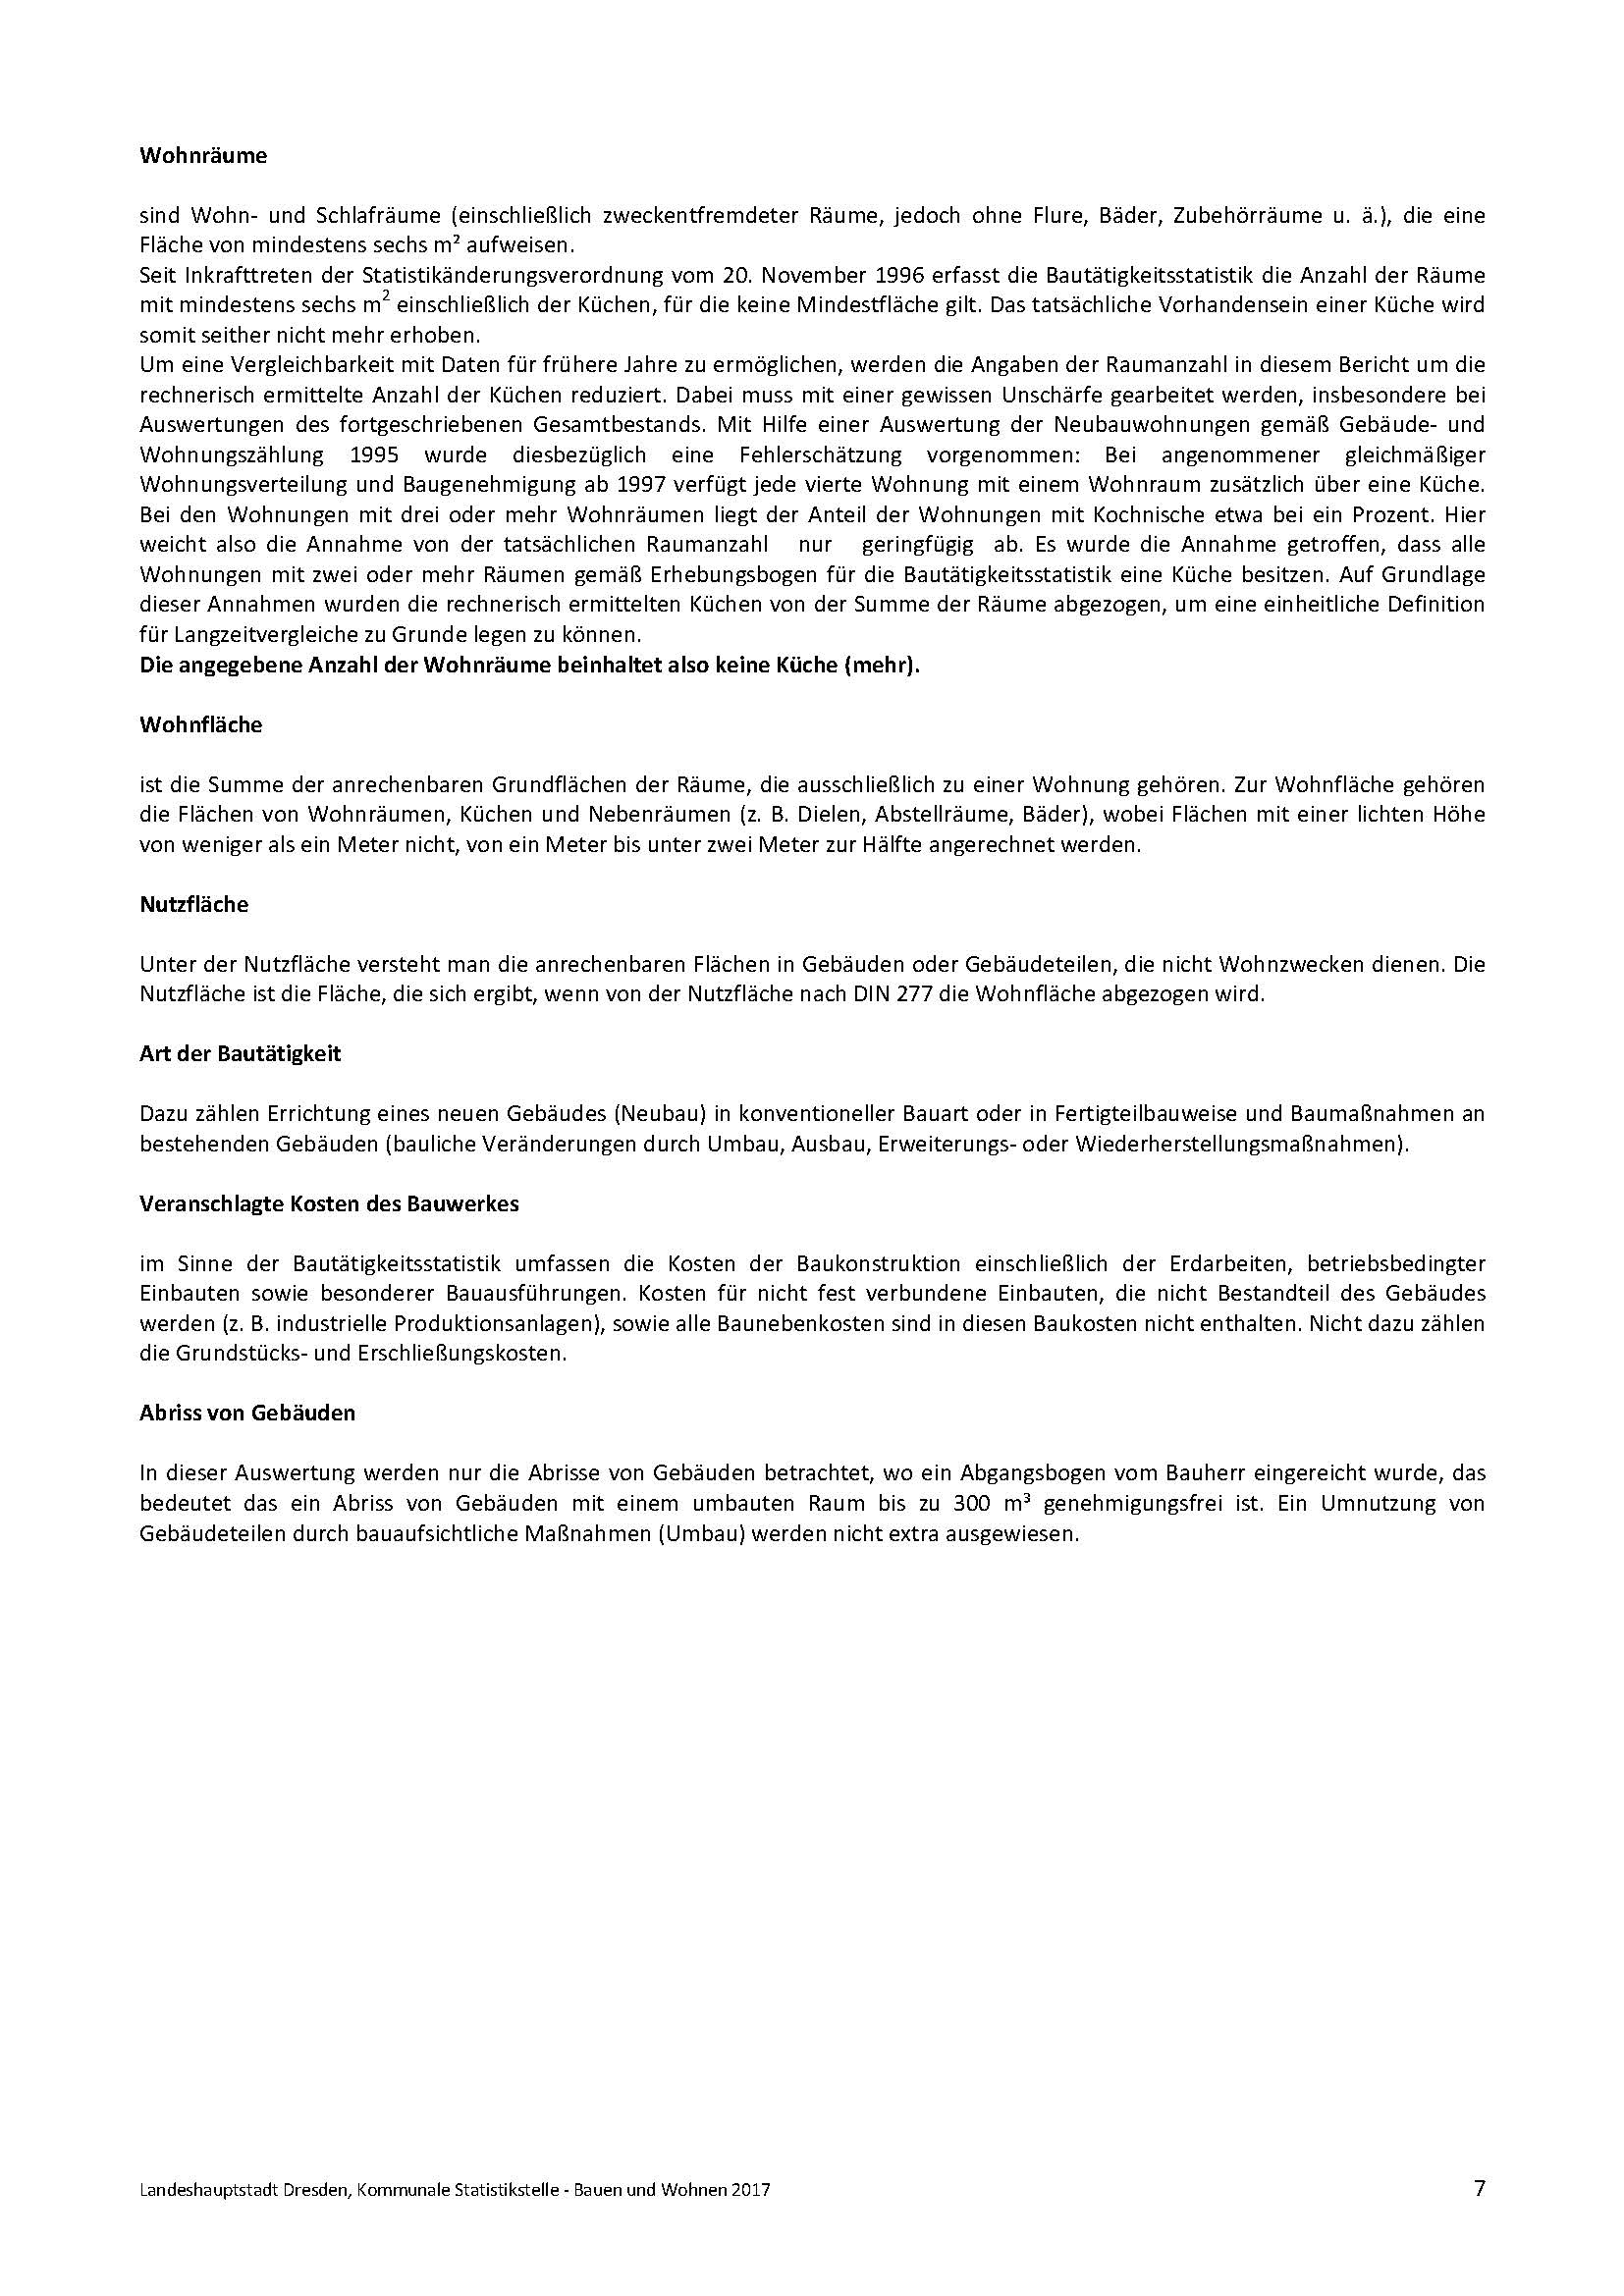 Wohnräume
sind Wohn- und Schlafräume (einschließlich zweckentfremdeter Räume, jedoch ohne Flure, Bäder, Zubehörräume u. ä.), die eine
Fläche von mindestens sechs m² aufweisen.
Seit Inkrafttreten der Statistikänderungsverordnung vom 20. November 1996 erfasst die Bautätigkeitsstatistik die Anzahl der Räume
mit mindestens sechs m² einschließlich der Küchen, für die keine Mindestfläche gilt. Das tatsächliche Vorhandensein einer Küche wird
somit seither nicht mehr erhoben.
Um eine Vergleichbarkeit mit Daten für frühere Jahre zu ermöglichen, werden die Angaben der Raumanzahl in diesem Bericht um die
rechnerisch ermittelte Anzahl der Küchen reduziert. Dabei muss mit einer gewissen Unschärfe gearbeitet werden, insbesondere bei
Auswertungen des fortgeschriebenen Gesamtbestands. Mit Hilfe einer Auswertung der Neubauwohnungen gemäß Gebäude- und
Wohnungszählung 1995 wurde diesbezüglich eine Fehlerschätzung vorgenommen: Bei angenommener gleichmäßiger
Wohnungsverteilung und Baugenehmigung ab 1997 verfügt jede vierte Wohnung mit einem Wohnraum zusätzlich über eine Küche.
Bei den Wohnungen mit drei oder mehr Wohnräumen liegt der Anteil der Wohnungen mit Kochnische etwa bei ein Prozent. Hier
weicht also die Annahme von der tatsächlichen Raumanzahl nur geringfügig ab. Es wurde die Annahme getroffen, dass alle
Wohnungen mit zwei oder mehr Räumen gemäß Erhebungsbogen für die Bautätigkeitsstatistik eine Küche besitzen. Auf Grundlage
dieser Annahmen wurden die rechnerisch ermittelten Küchen von der Summe der Räume abgezogen, um eine einheitliche Definition
für Langzeitvergleiche zu Grunde legen zu können.
Die angegebene Anzahl der Wohnräume beinhaltet also keine Küche (mehr).
Wohnfläche
ist die Summe der anrechenbaren Grundflächen der Räume, die ausschließlich zu einer Wohnung gehören. Zur Wohnfläche gehören
die Flächen von Wohnräumen, Küchen und Nebenräumen (z. B. Dielen, Abstellräume, Bäder), wobei Flächen mit einer lichten Höhe
von weniger als ein Meter nicht, von ein Meter bis unter zwei Meter zur Hälfte angerechnet werden.
Nutzfläche
Unter der Nutzfläche versteht man die anrechenbaren Flächen in Gebäuden oder Gebäudeteilen, die nicht Wohnzwecken dienen. Die
Nutzfläche ist die Fläche, die sich ergibt, wenn von der Nutzfläche nach DIN 277 die Wohnfläche abgezogen wird.
Art der Bautätigkeit
Dazu zählen Errichtung eines neuen Gebäudes (Neubau) in konventioneller Bauart oder in Fertigteilbauweise und Baumaßnahmen an
bestehenden Gebäuden (bauliche Veränderungen durch Umbau, Ausbau, Erweiterungs- oder Wiederherstellungsmaßnahmen).
Veranschlagte Kosten des Bauwerkes
im Sinne der Bautätigkeitsstatistik umfassen die Kosten der Baukonstruktion einschließlich der Erdarbeiten, betriebsbedingter
Einbauten sowie besonderer Bauausführungen. Kosten für nicht fest verbundene Einbauten, die nicht Bestandteil des Gebäudes
werden (z. B. industrielle Produktionsanlagen), sowie alle Baunebenkosten sind in diesen Baukosten nicht enthalten. Nicht dazu zählen
die Grundstücks- und Erschließungskosten.
Abriss von Gebäuden
In dieser Auswertung werden nur die Abrisse von Gebäuden betrachtet, wo ein Abgangsbogen vom Bauherr eingereicht wurde, das
bedeutet das ein Abriss von Gebäuden mit einem umbauten Raum bis zu 300 m³ genehmigungsfrei ist. Ein Umnutzung von
Gebäudeteilen durch bauaufsichtliche Maßnahmen (Umbau) werden nicht extra ausgewiesen.
Landeshauptstadt Dresden, Kommunale Statistikstelle - Bauen und Wohnen 2017 7